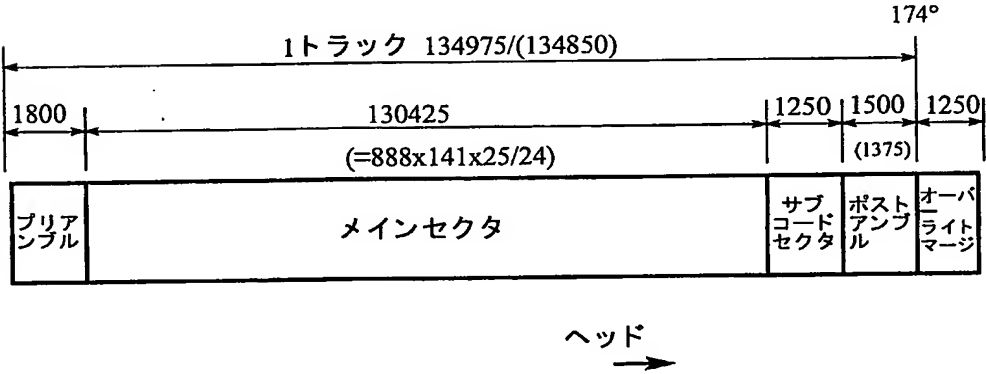 174°
1トラック 134975/(134850)
1800
130425
1250
1500
1250
(=888x141x25/24)
(1375)
プリア
ンブル
メインセクタ
サブ
コード
セクタ
ポスト
アンブ
ル
オーバ
ー
ライト
マージ
ヘッド